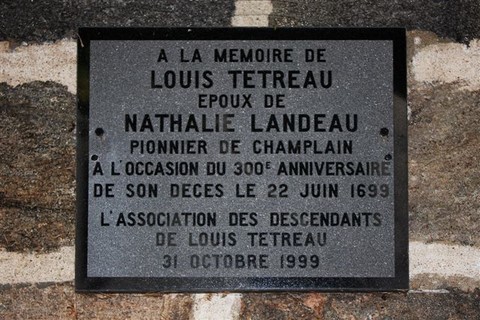 A LA MEMOIRE DE
LOUIS TETREAU
EPOUX DE
NATHALIE LANDEAU
PIONNIER DE CHAMPLAIN
À L'OCCASION DU 300E ANNIVERSAIRE
DE SON DECES LE 22 JUIN 1699
L'ASSOCIATION DES DESCENDANTS
DE LOUIS TETREAU
31 OCTOBRE 1999